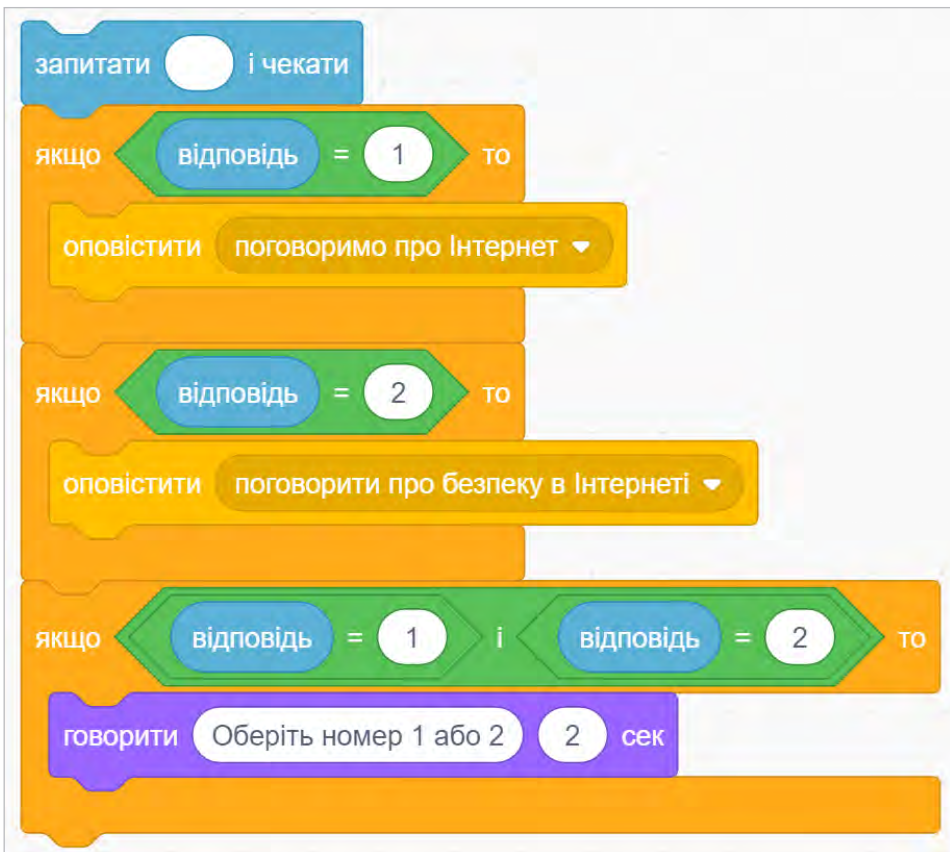 запитати і чекати
якщо відповідь = 1 то
оповістити поговоримо про Інтернет
якщо відповідь = 2 то
оповістити поговорити про безпеку в Інтернеті
якщо відповідь = 1 і відповідь = 2 то
говорити Оберіть номер 1 або 2 2 сек